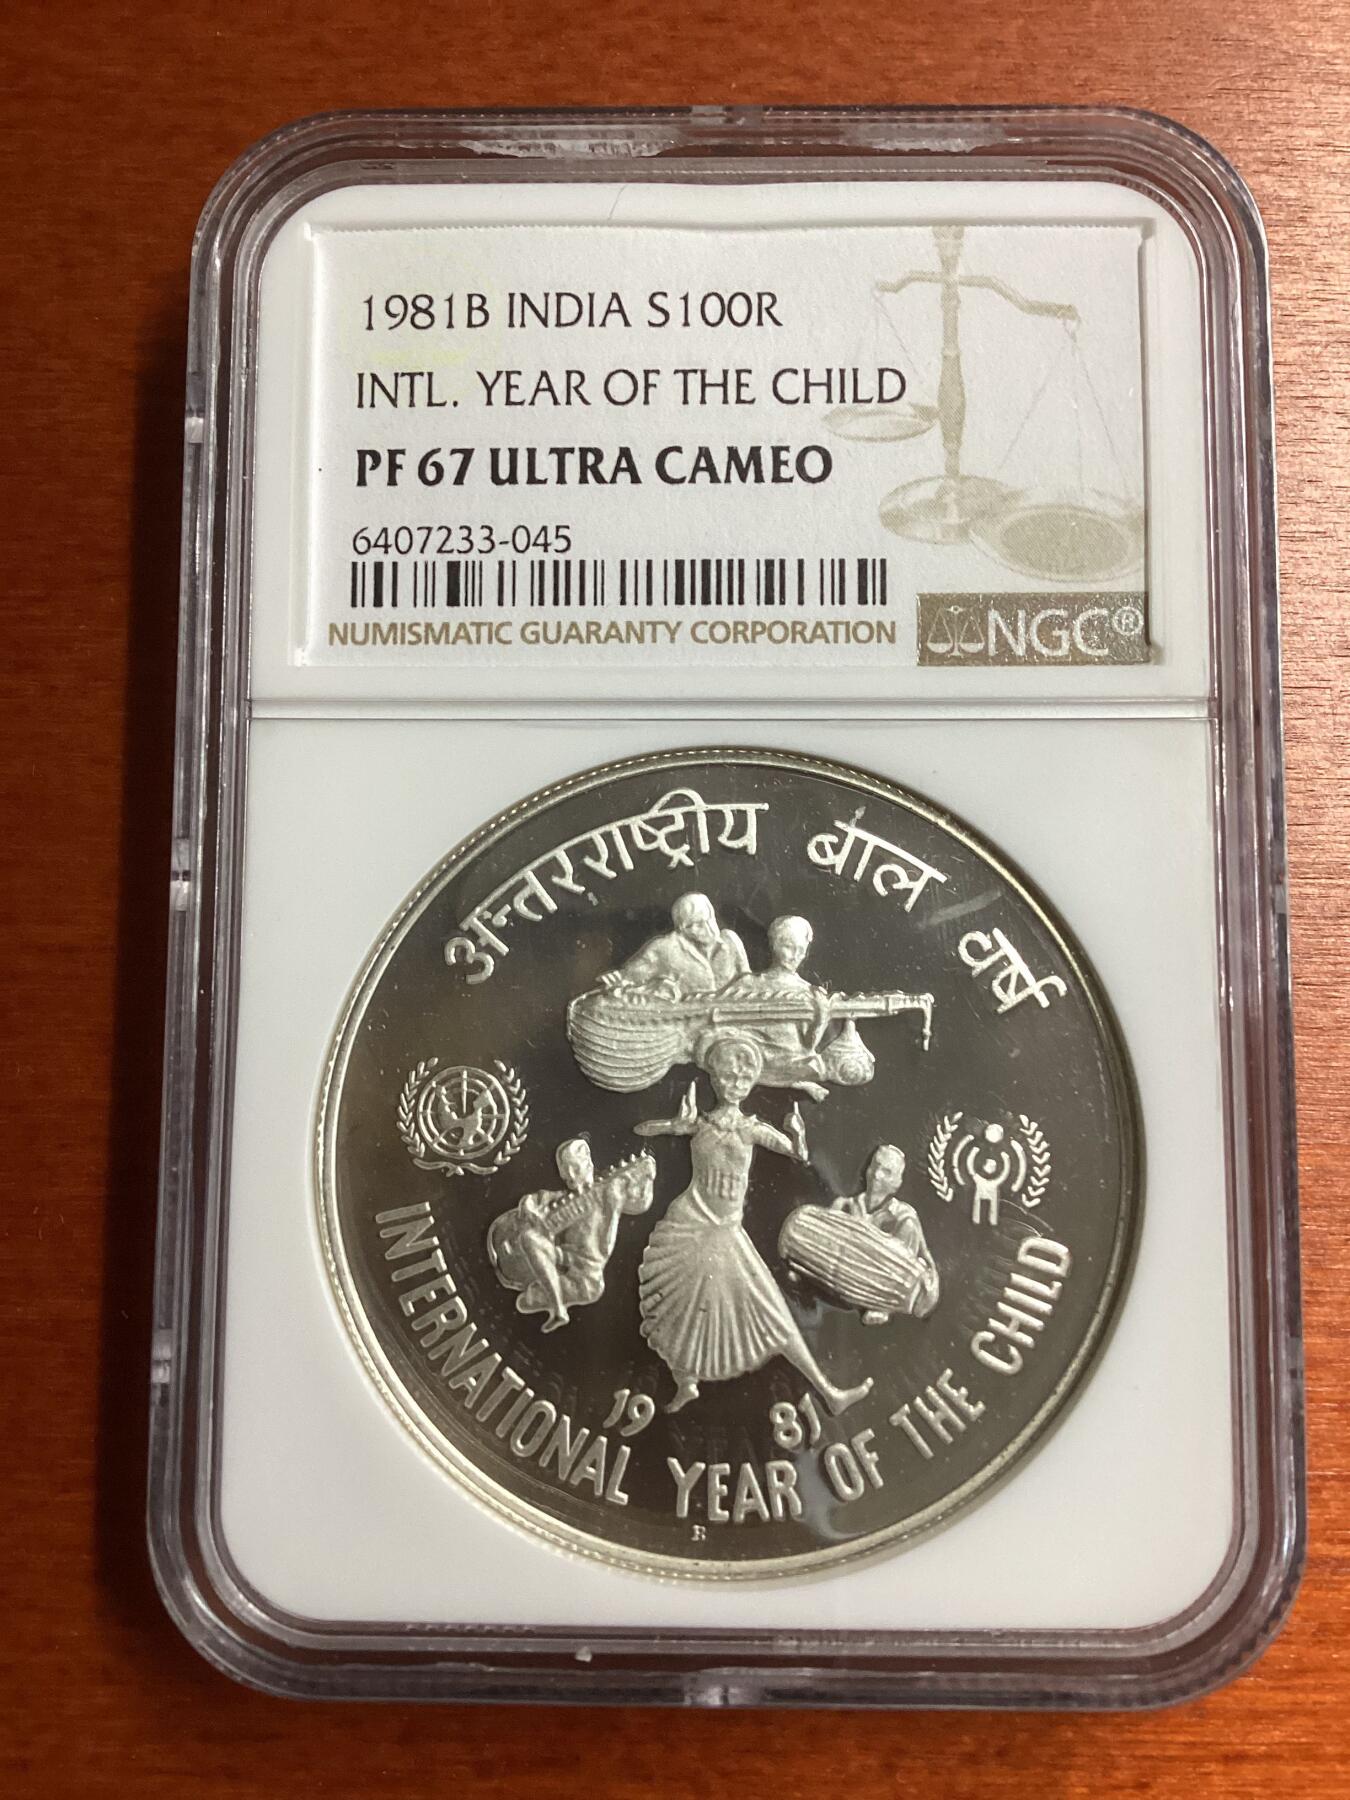 1981B INDIA S100R
INTL. YEAR OF THE CHILD
PF 67 ULTRA CAMEO
6407233-045
NUMISMATIC GUARANTY CORPORATION
NGC®
अन्तर्राष्ट्रीय बाल वर्ष
19 81
INTERNATIONAL YEAR OF THE CHILD
B